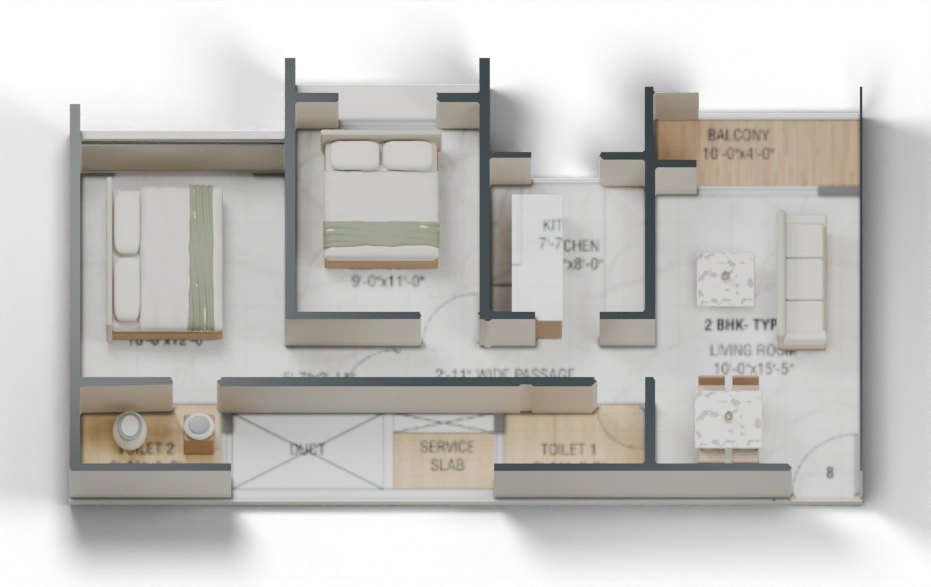 BALCONY
10'-0"x4'-0"
KIT CHEN
7'-7 "x8'-0"
9'-0"x11'-0"
2 BHK- TYP
LIVING ROOM
10'-0"x15'-5"
2'-11" WIDE PASSAGE
TOILET 2
DUCT
SERVICE
SLAB
TOILET 1
8